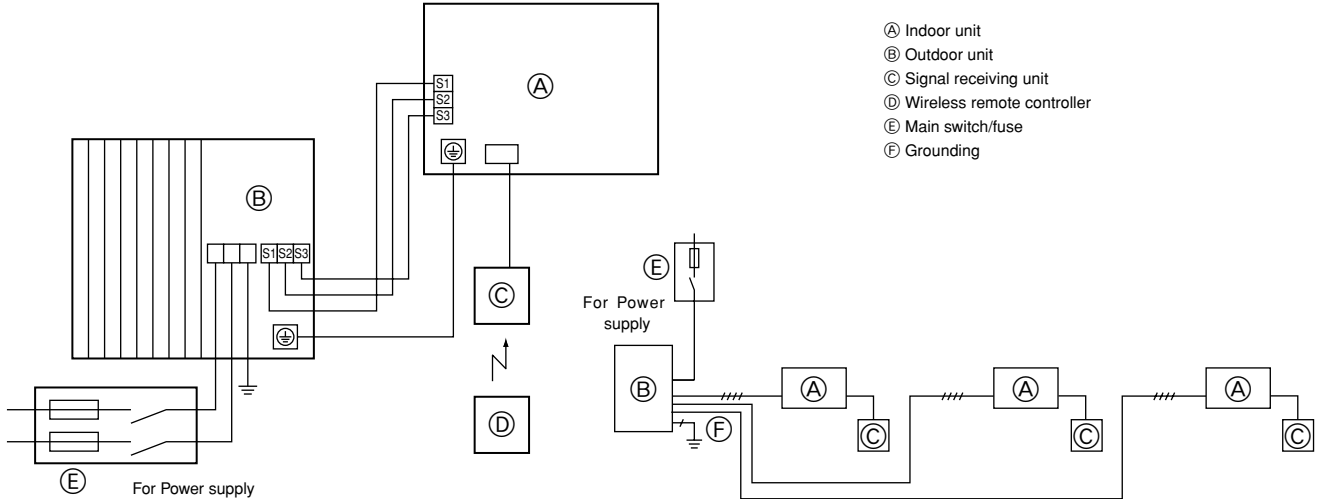 Ⓐ
S1
S2
S3
Ⓑ
S1 S2 S3
Ⓒ
Ⓓ
Ⓔ
For Power supply
Ⓐ Indoor unit
Ⓑ Outdoor unit
Ⓒ Signal receiving unit
Ⓓ Wireless remote controller
Ⓔ Main switch/fuse
Ⓕ Grounding
Ⓔ
For Power
supply
Ⓑ
Ⓐ
Ⓐ
Ⓐ
Ⓕ
Ⓒ
Ⓒ
Ⓒ